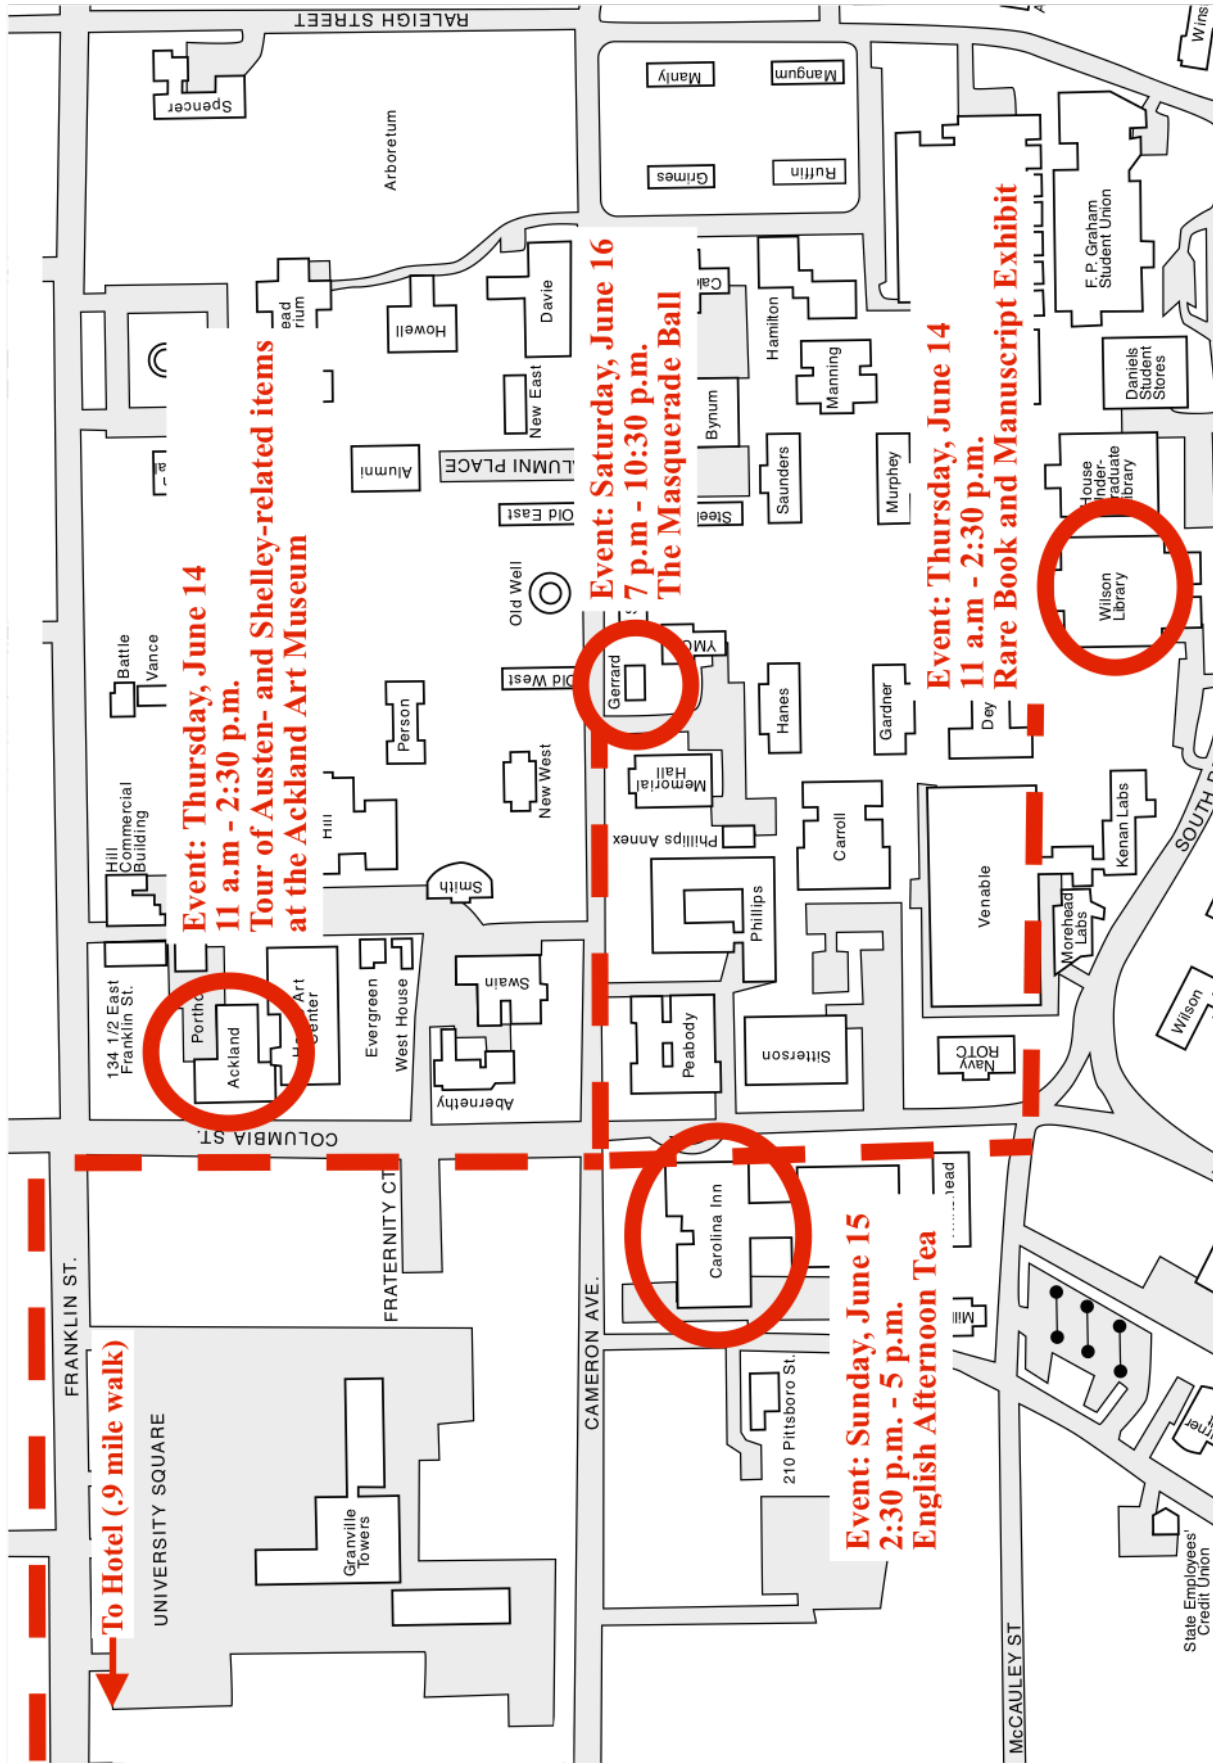 RALEIGH STREET
Spencer
Arboretum
Manly
Mangum
Grimes
Ruffin
Howell
Davie
New East
Alumni
ALUMNI PLACE
Old East
Old Well
Battle
Vance
Person
Old West
New West
Hill
Commercial
Building
Hill
Smith
134 1/2 East
Franklin St.
Ackland
Art
Center
Evergreen
West House
Swain
Abernethy
COLUMBIA ST.
FRANKLIN ST.
FRATERNITY CT
UNIVERSITY SQUARE
Granville
Towers
CAMERON AVE.
Hamilton
Manning
Bynum
Saunders
Murphey
F. P. Graham
Student Union
Daniels
Student
Stores
House
Under-
graduate
Library
Wilson
Library
Gerrard
YMC
Memorial
Hall
Hanes
Gardner
Dey
Phillips Annex
Phillips
Carroll
Venable
Kenan Labs
Morehead
Labs
SOUTH
Peabody
Sitterson
Navy
ROTC
Wilson
Carolina Inn
210 Pittsboro St.
McCAULEY ST
State Employees'
Credit Union
Event: Thursday, June 14
11 a.m - 2:30 p.m.
Tour of Austen- and Shelley-related items
at the Ackland Art Museum
Event: Saturday, June 16
7 p.m - 10:30 p.m.
The Masquerade Ball
Event: Thursday, June 14
11 a.m - 2:30 p.m.
Rare Book and Manuscript Exhibit
Event: Sunday, June 15
2:30 p.m. - 5 p.m.
English Afternoon Tea
To Hotel (.9 mile walk)